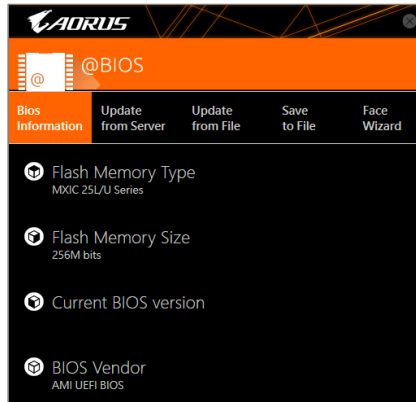 AORUS
@
@BIOS
Bios Information
Update from Server
Update from File
Save to File
Face Wizard
Flash Memory Type
MXIC 25L/U Series
Flash Memory Size
256M bits
Current BIOS version
BIOS Vendor
AMI UEFI BIOS